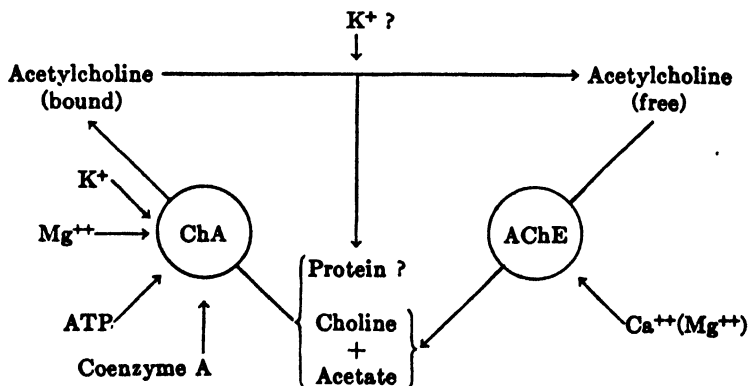 K⁺ ?
Acetylcholine
(bound)
Acetylcholine
(free)
K⁺
Mg⁺⁺
ChA
AChE
Protein ?
ATP
Choline
+
Acetate
Ca⁺⁺(Mg⁺⁺)
Coenzyme A